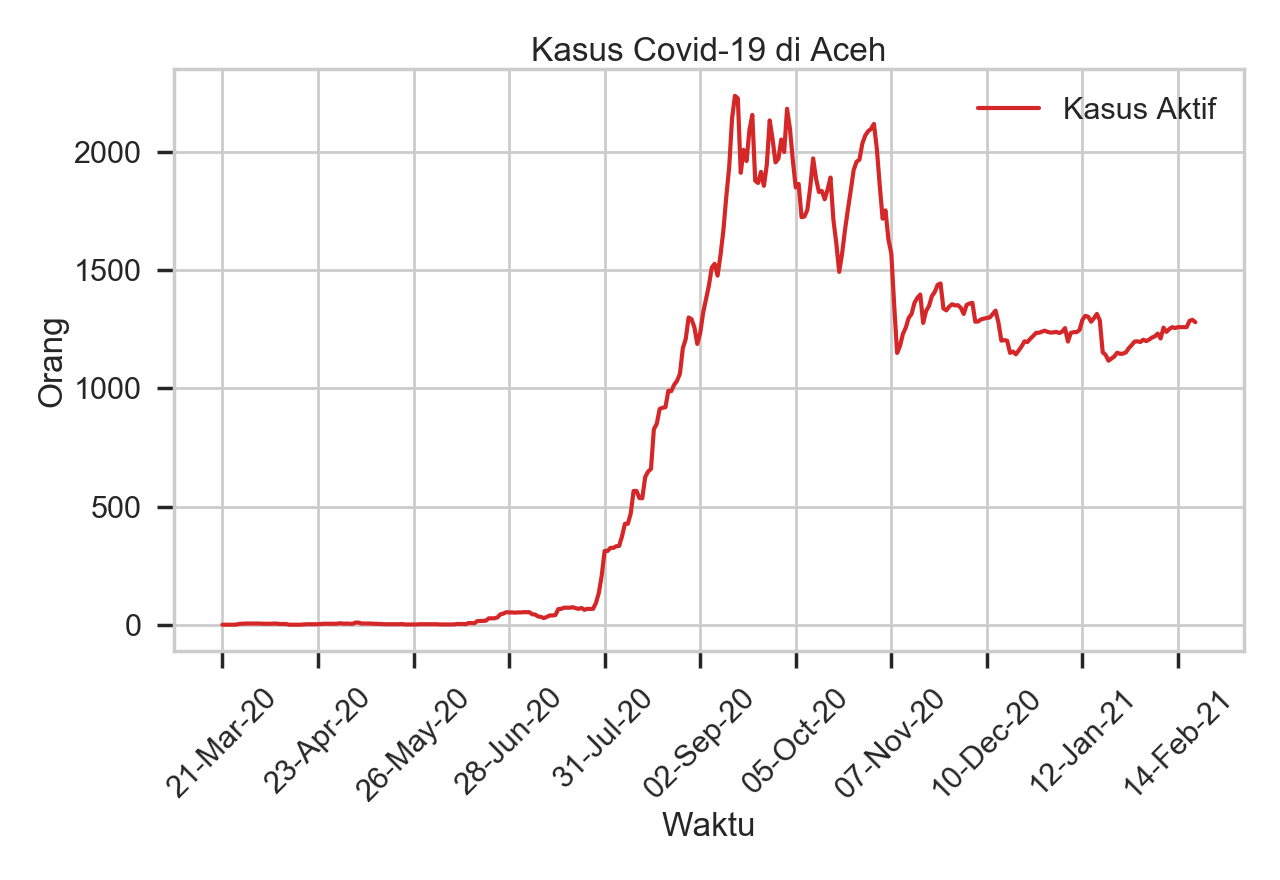 Kasus Covid-19 di Aceh
Kasus Aktif
Orang
2000
1500
1000
500
0
21-Mar-20
23-Apr-20
26-May-20
28-Jun-20
31-Jul-20
02-Sep-20
05-Oct-20
07-Nov-20
10-Dec-20
12-Jan-21
14-Feb-21
Waktu